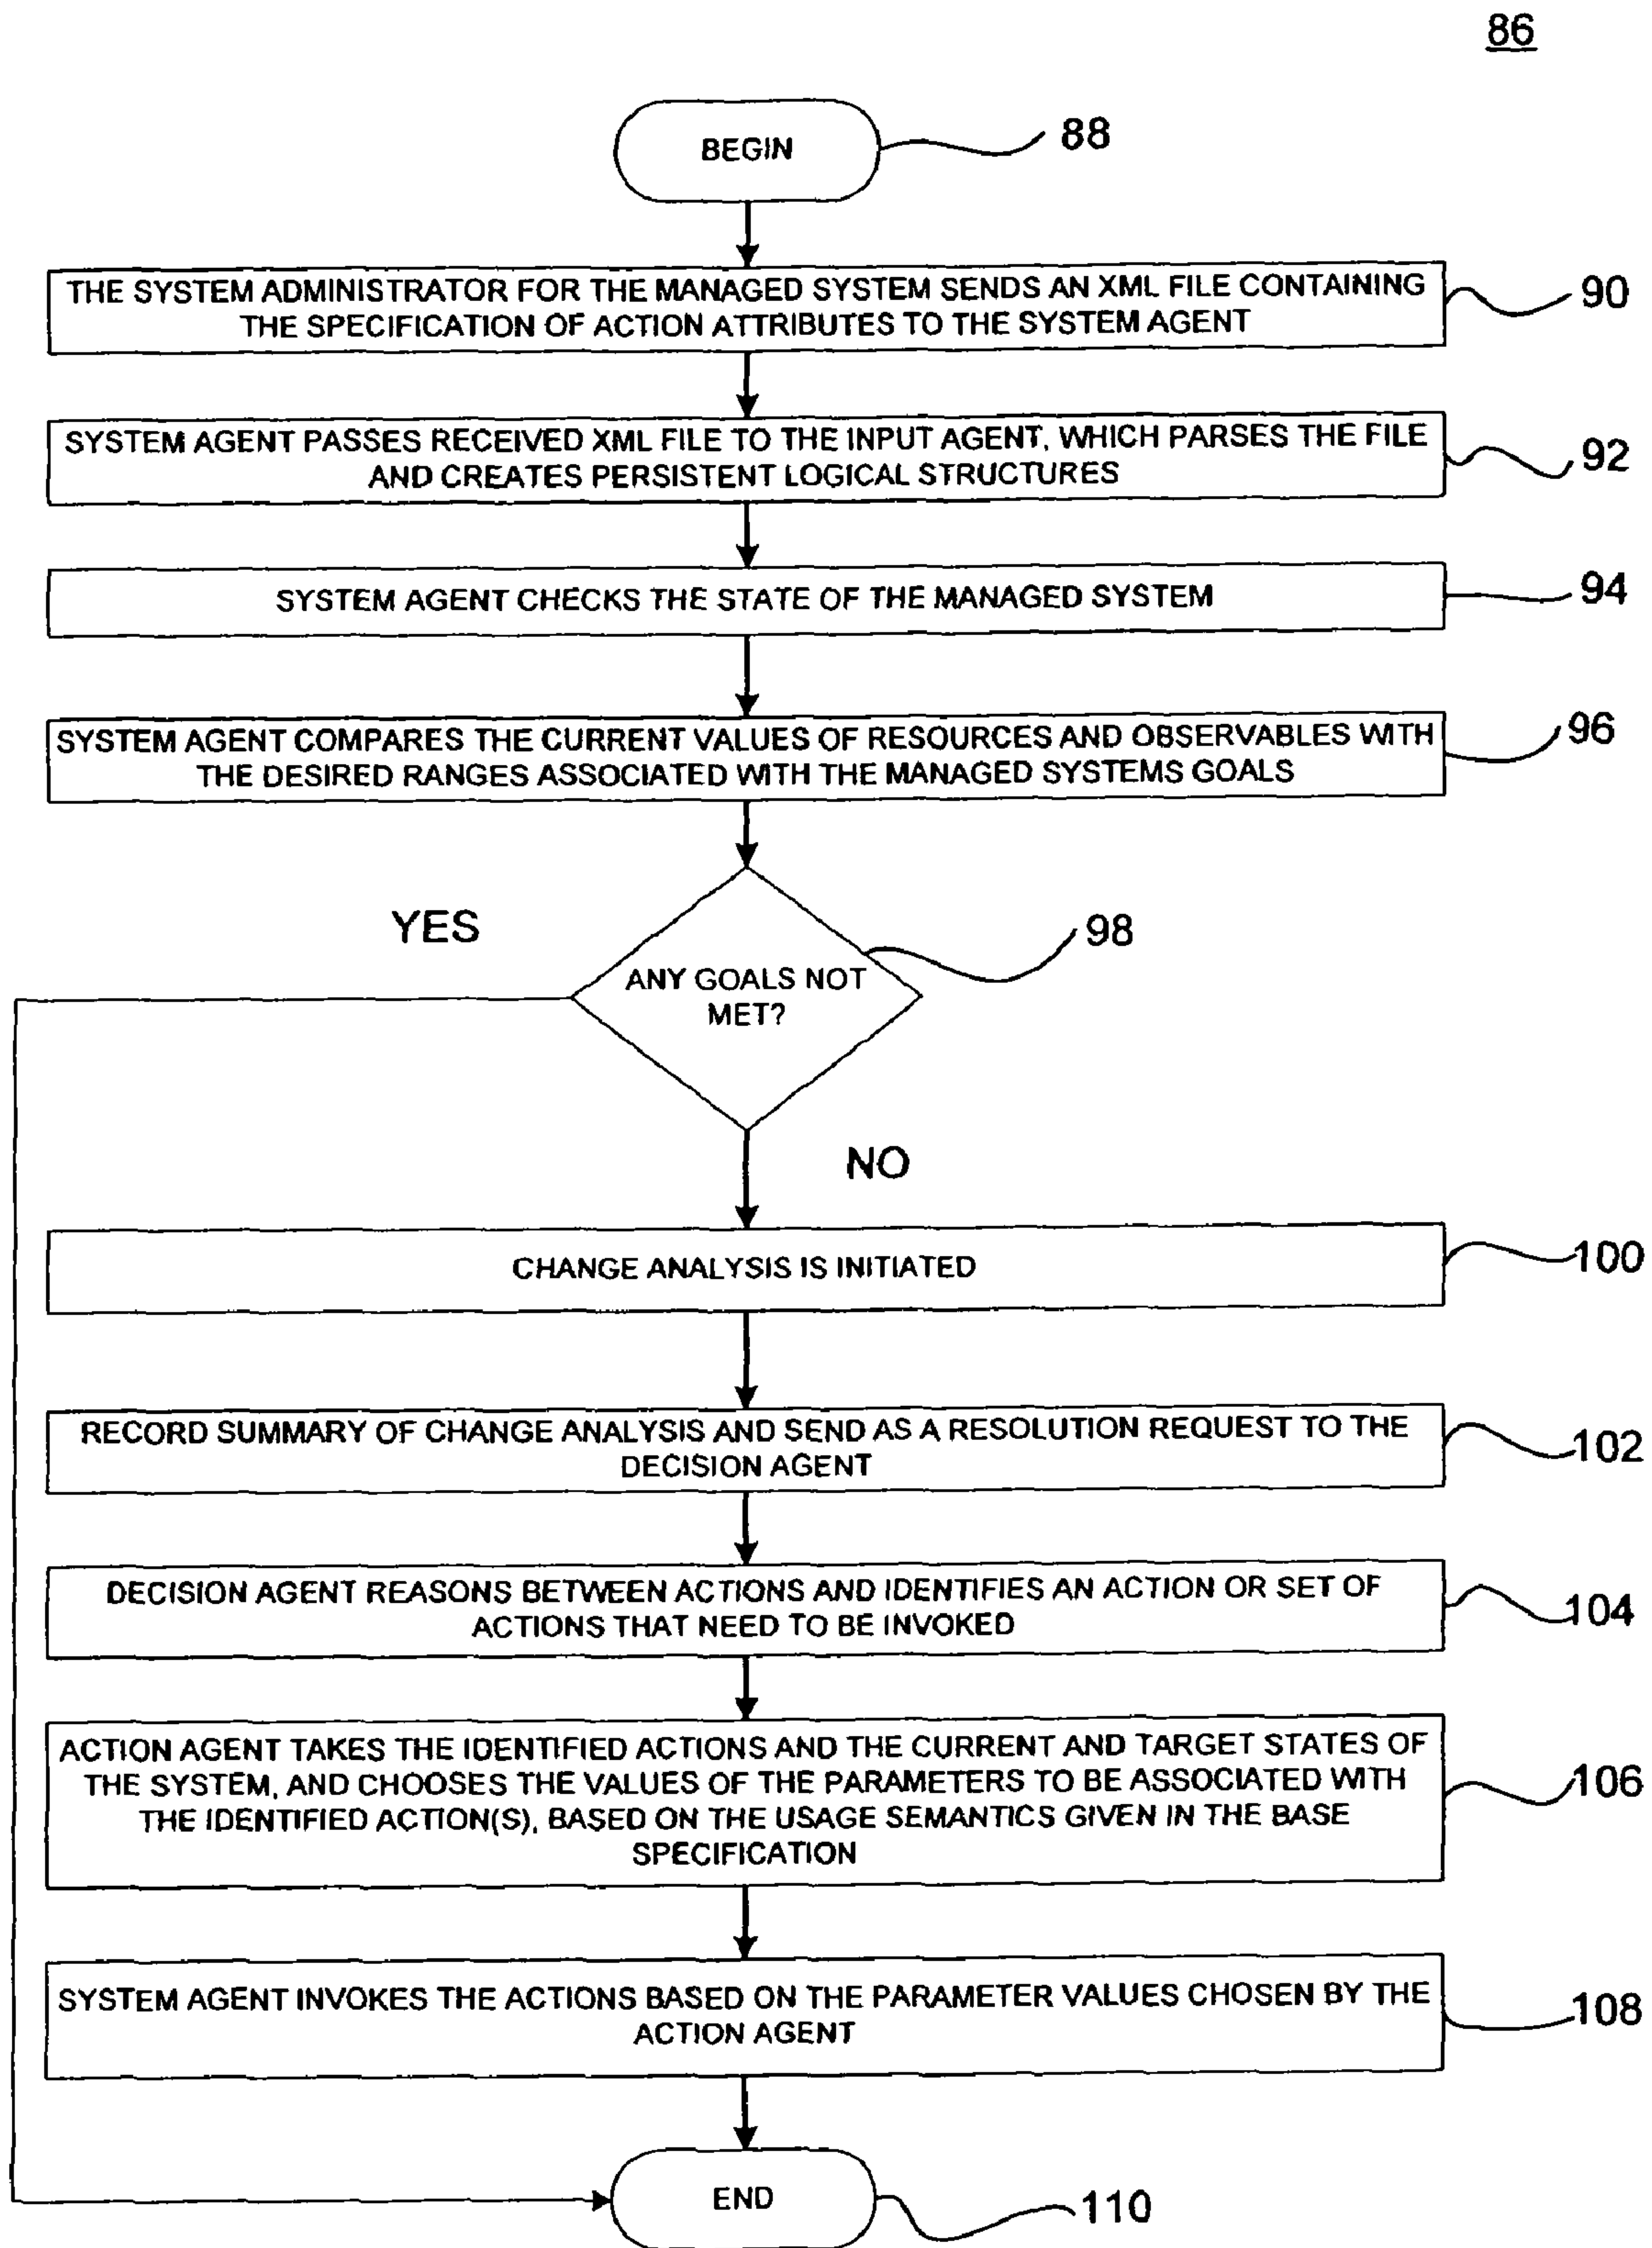 86
BEGIN
88
THE SYSTEM ADMINISTRATOR FOR THE MANAGED SYSTEM SENDS AN XML FILE CONTAINING
THE SPECIFICATION OF ACTION ATTRIBUTES TO THE SYSTEM AGENT
90
SYSTEM AGENT PASSES RECEIVED XML FILE TO THE INPUT AGENT, WHICH PARSES THE FILE
AND CREATES PERSISTENT LOGICAL STRUCTURES
92
SYSTEM AGENT CHECKS THE STATE OF THE MANAGED SYSTEM
94
SYSTEM AGENT COMPARES THE CURRENT VALUES OF RESOURCES AND OBSERVABLES WITH
THE DESIRED RANGES ASSOCIATED WITH THE MANAGED SYSTEMS GOALS
96
YES
98
ANY GOALS NOT
MET?
NO
CHANGE ANALYSIS IS INITIATED
100
RECORD SUMMARY OF CHANGE ANALYSIS AND SEND AS A RESOLUTION REQUEST TO THE
DECISION AGENT
102
DECISION AGENT REASONS BETWEEN ACTIONS AND IDENTIFIES AN ACTION OR SET OF
ACTIONS THAT NEED TO BE INVOKED
104
ACTION AGENT TAKES THE IDENTIFIED ACTIONS AND THE CURRENT AND TARGET STATES OF
THE SYSTEM, AND CHOOSES THE VALUES OF THE PARAMETERS TO BE ASSOCIATED WITH
THE IDENTIFIED ACTION(S), BASED ON THE USAGE SEMANTICS GIVEN IN THE BASE
SPECIFICATION
106
SYSTEM AGENT INVOKES THE ACTIONS BASED ON THE PARAMETER VALUES CHOSEN BY THE
ACTION AGENT
108
END
110